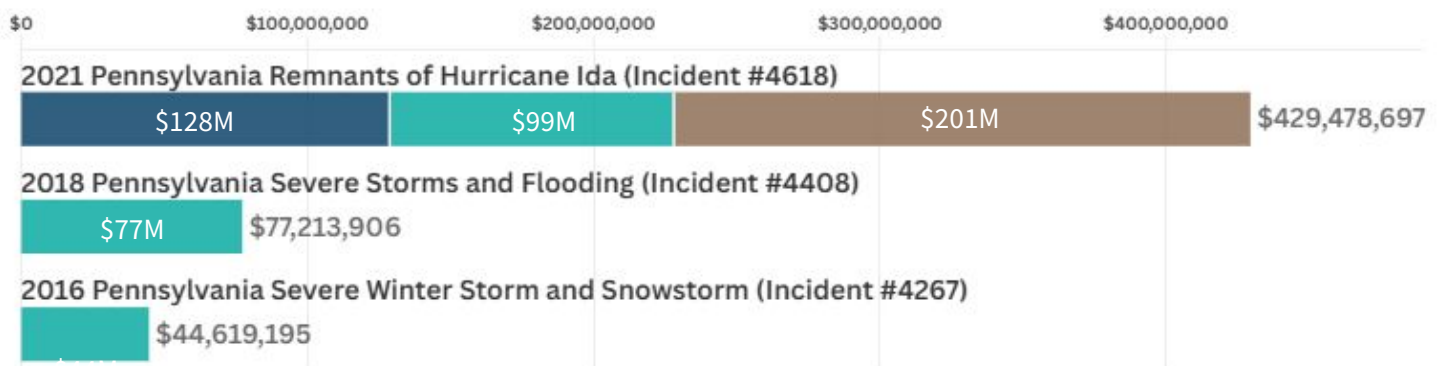 $0 $100,000,000 $200,000,000 $300,000,000 $400,000,000
2021 Pennsylvania Remnants of Hurricane Ida (Incident #4618)
$128M $99M $201M $429,478,697
2018 Pennsylvania Severe Storms and Flooding (Incident #4408)
$77M $77,213,906
2016 Pennsylvania Severe Winter Storm and Snowstorm (Incident #4267)
$44,619,195